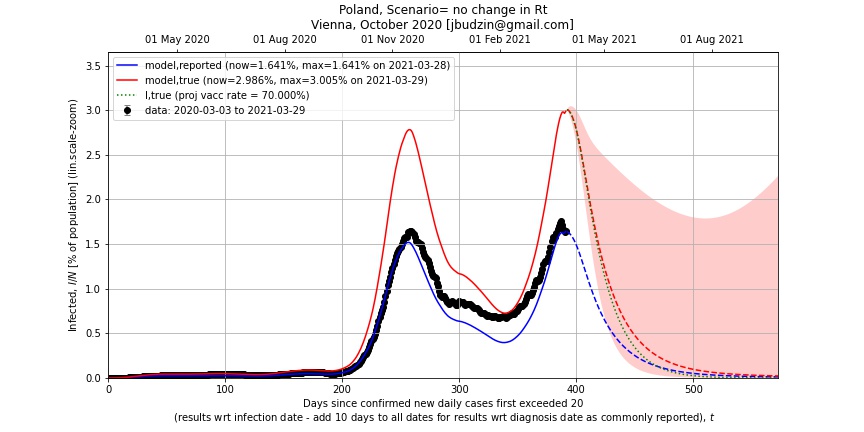 Poland, Scenario= no change in Rt
Vienna, October 2020 [jbudzin@gmail.com]
01 May 2020 01 Aug 2020 01 Nov 2020 01 Feb 2021 01 May 2021 01 Aug 2021
model,reported (now=1.641%, max=1.641% on 2021-03-28)
model,true (now=2.986%, max=3.005% on 2021-03-29)
I,true (proj vacc rate = 70.000%)
data: 2020-03-03 to 2021-03-29
Infected, I/N [% of population] (lin.scale-zoom)
3.5
3.0
2.5
2.0
1.5
1.0
0.5
0.0
0 100 200 300 400 500
Days since confirmed new daily cases first exceeded 20
(results wrt infection date - add 10 days to all dates for results wrt diagnosis date as commonly reported), t